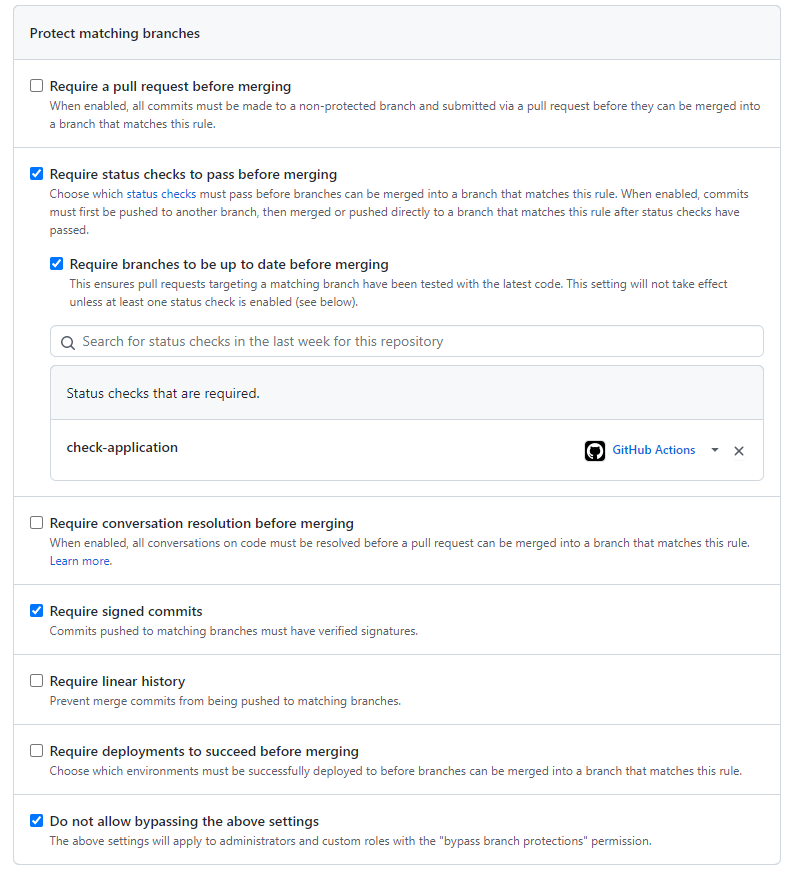 Protect matching branches
Require a pull request before merging
When enabled, all commits must be made to a non-protected branch and submitted via a pull request before they can be merged into
a branch that matches this rule.
Require status checks to pass before merging
Choose which status checks must pass before branches can be merged into a branch that matches this rule. When enabled, commits
must first be pushed to another branch, then merged or pushed directly to a branch that matches this rule after status checks have
passed.
Require branches to be up to date before merging
This ensures pull requests targeting a matching branch have been tested with the latest code. This setting will not take effect
unless at least one status check is enabled (see below).
Search for status checks in the last week for this repository
Status checks that are required.
check-application GitHub Actions
Require conversation resolution before merging
When enabled, all conversations on code must be resolved before a pull request can be merged into a branch that matches this rule.
Learn more.
Require signed commits
Commits pushed to matching branches must have verified signatures.
Require linear history
Prevent merge commits from being pushed to matching branches.
Require deployments to succeed before merging
Choose which environments must be successfully deployed to before branches can be merged into a branch that matches this rule.
Do not allow bypassing the above settings
The above settings will apply to administrators and custom roles with the "bypass branch protections" permission.